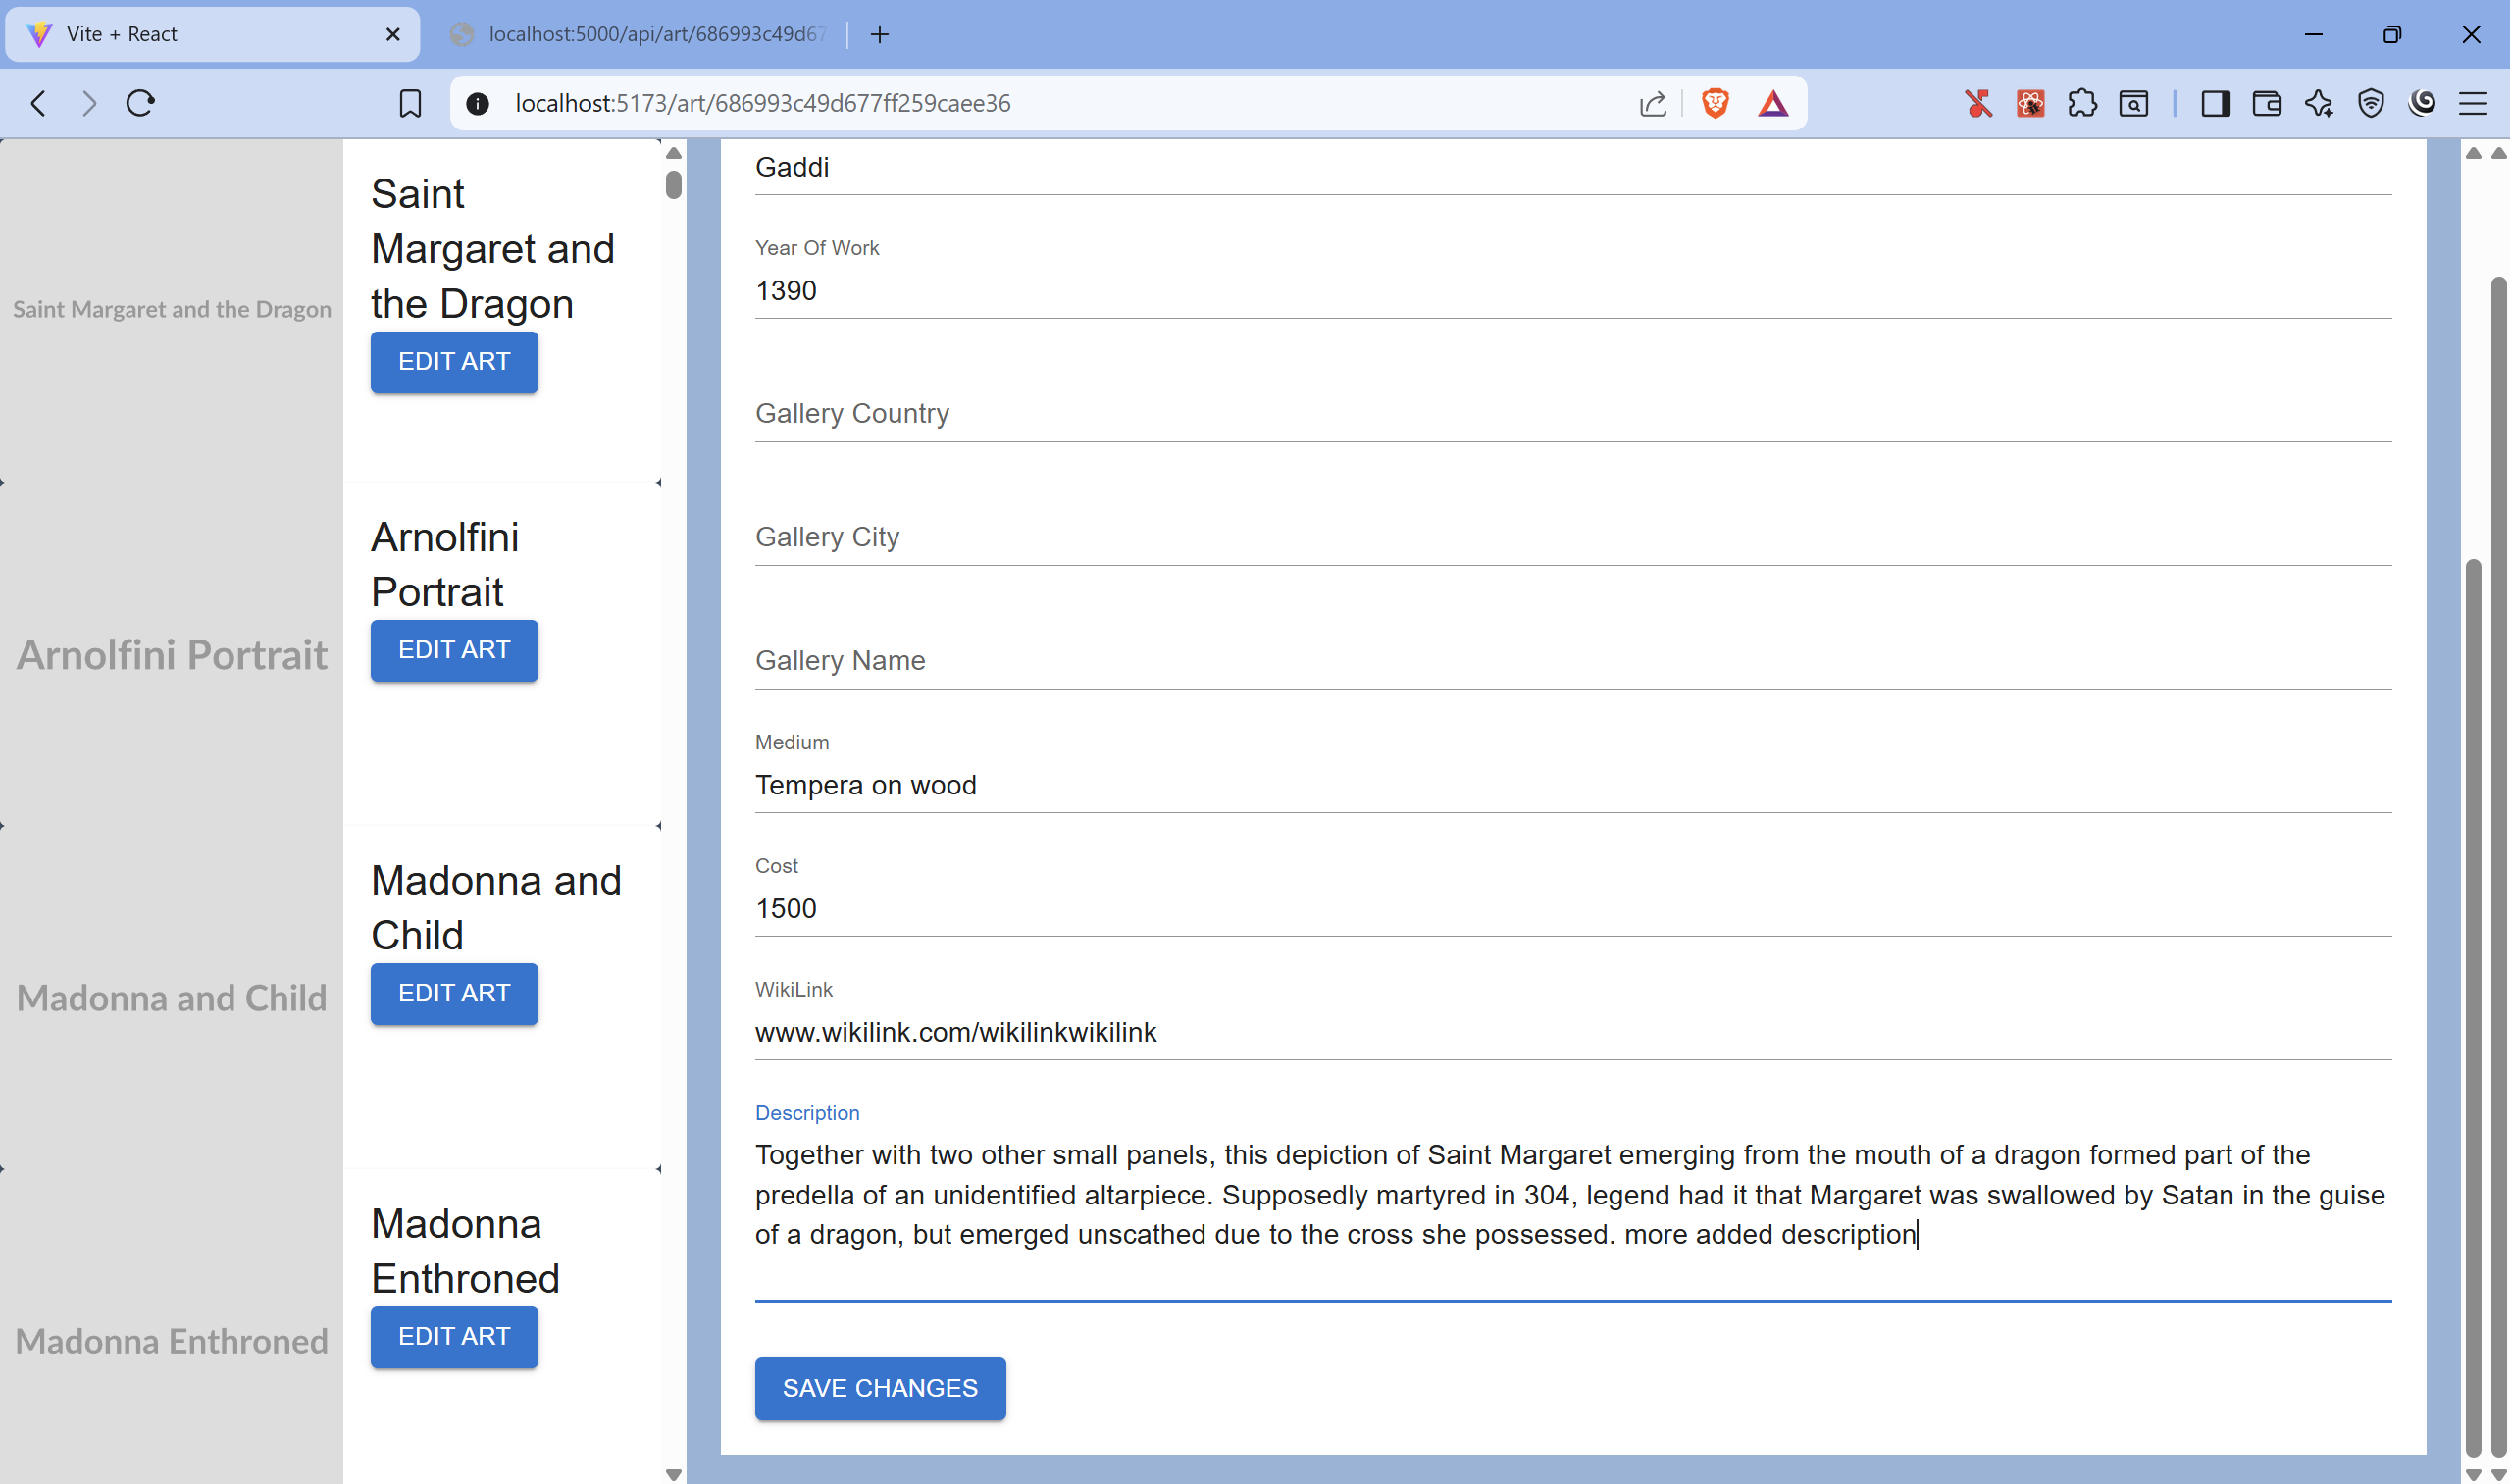 Vite + React
localhost:5000/api/art/686993c49d67
localhost:5173/art/686993c49d677ff259caee36
Saint Margaret and the Dragon
Saint
Margaret and
the Dragon
EDIT ART
Arnolfini Portrait
Arnolfini
Portrait
EDIT ART
Madonna and Child
Madonna and
Child
EDIT ART
Madonna Enthroned
Madonna
Enthroned
EDIT ART
Gaddi
Year Of Work
1390
Gallery Country
Gallery City
Gallery Name
Medium
Tempera on wood
Cost
1500
WikiLink
www.wikilink.com/wikilinkwikilink
Description
Together with two other small panels, this depiction of Saint Margaret emerging from the mouth of a dragon formed part of the
predella of an unidentified altarpiece. Supposedly martyred in 304, legend had it that Margaret was swallowed by Satan in the guise
of a dragon, but emerged unscathed due to the cross she possessed. more added description
SAVE CHANGES